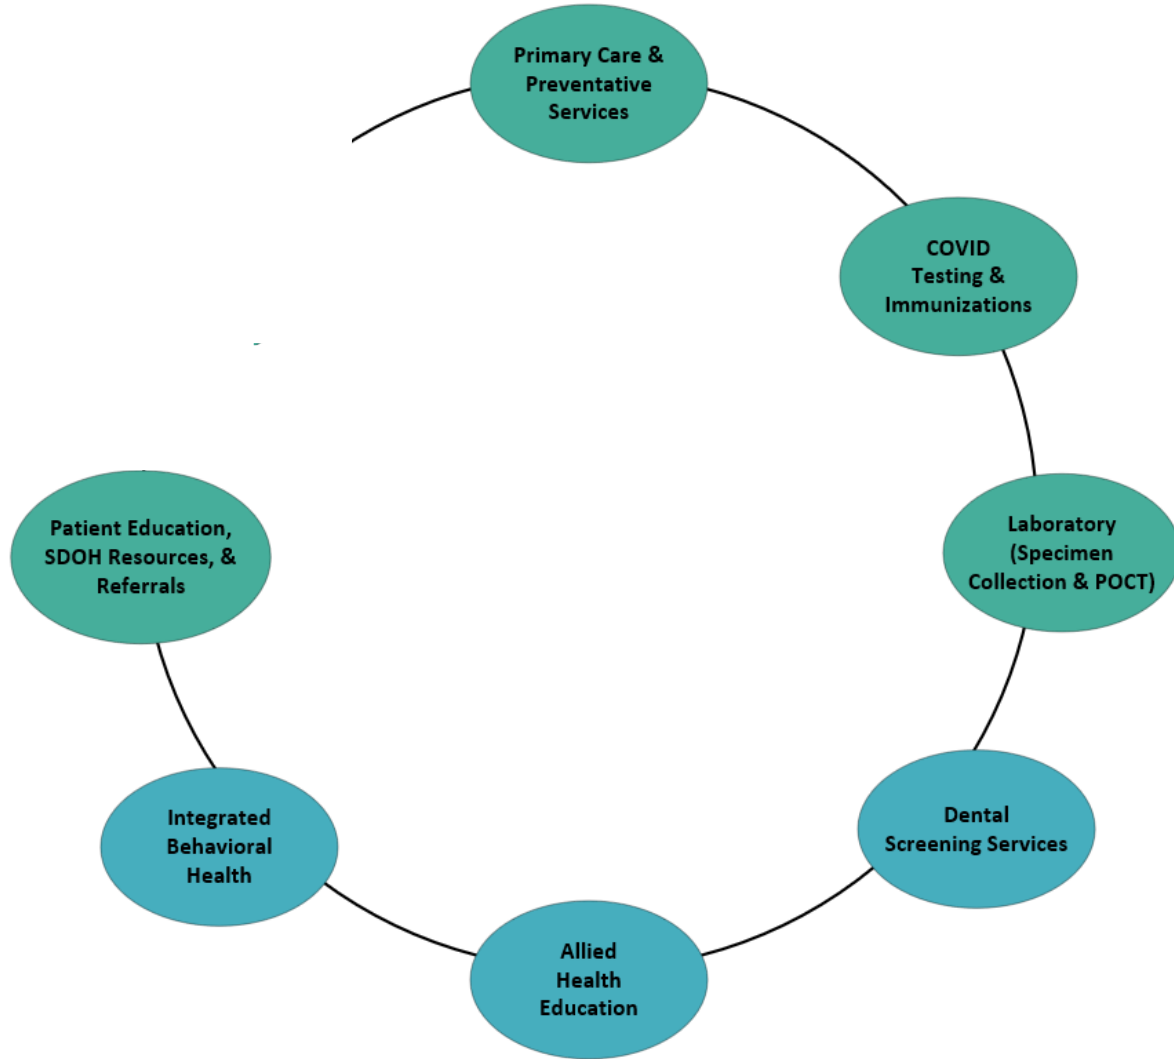 Primary Care &
Preventative
Services
COVID
Testing &
Immunizations
Laboratory
(Specimen
Collection & POCT)
Dental
Screening Services
Allied
Health
Education
Integrated
Behavioral
Health
Patient Education,
SDOH Resources, &
Referrals